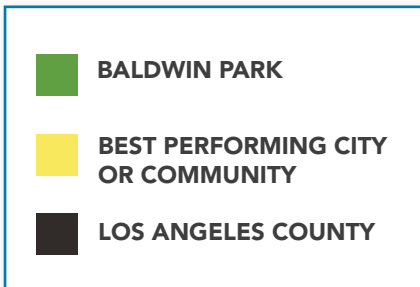 BALDWIN PARK
BEST PERFORMING CITY
OR COMMUNITY
LOS ANGELES COUNTY